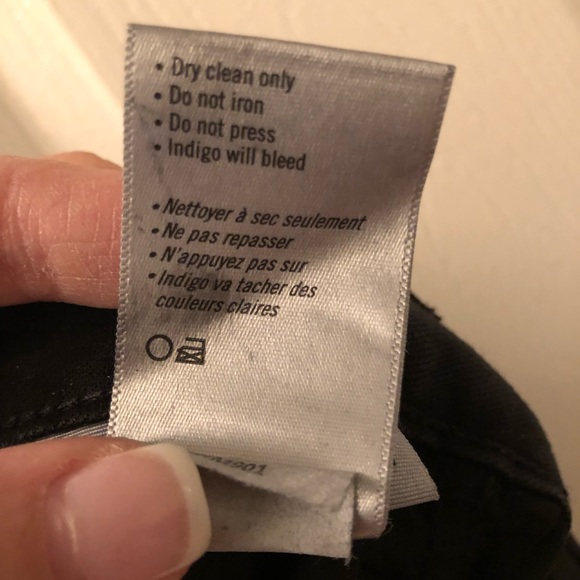 • Dry clean only
• Do not iron
• Do not press
• Indigo will bleed
• Nettoyer à sec seulement
• Ne pas repasser
• N'appuyez pas sur
• Indigo va tacher des
couleurs claires